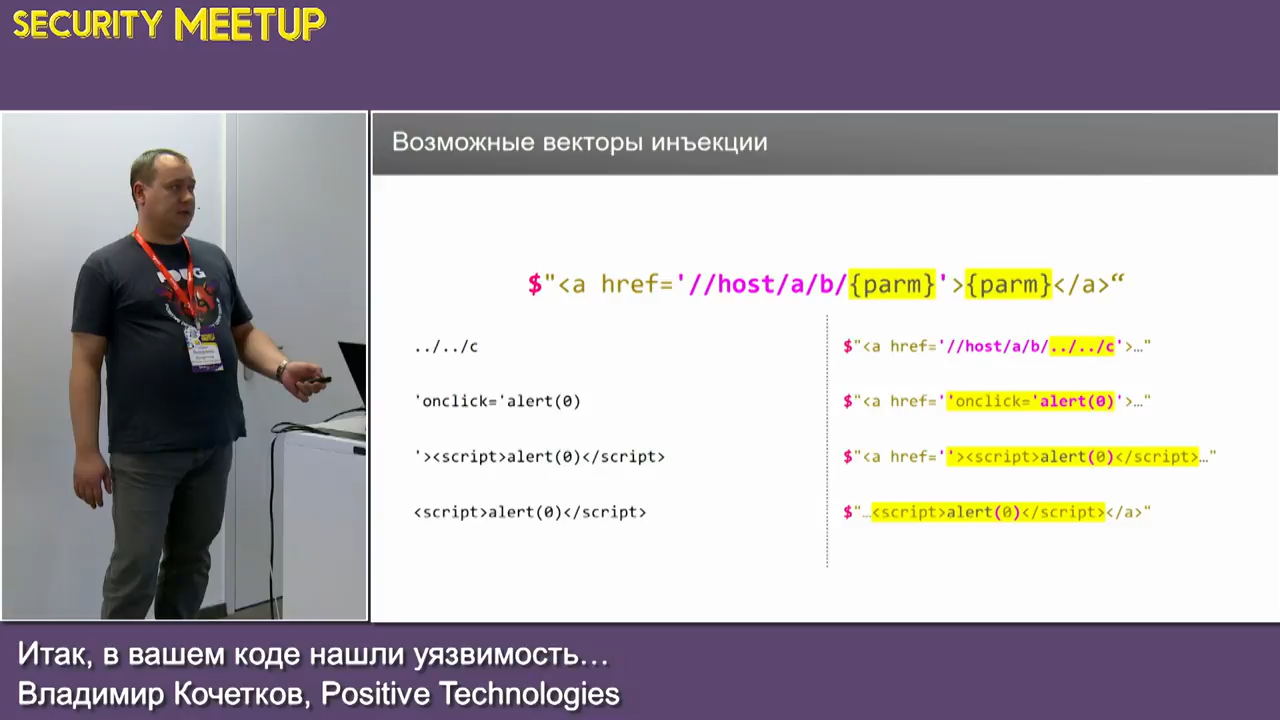 SECURITY MEETUP
Возможные векторы инъекции
$"<a href='//host/a/b/{parm}'>{parm}</a>“
../../c
$"<a href='//host/a/b/../../c'>…"
'onclick='alert(0)
$"<a href=''onclick='alert(0)'>…"
'><script>alert(0)</script>
$"<a href=''><script>alert(0)</script>…"
<script>alert(0)</script>
$"…<script>alert(0)</script></a>"
Итак, в вашем коде нашли уязвимость…
Владимир Кочетков, Positive Technologies